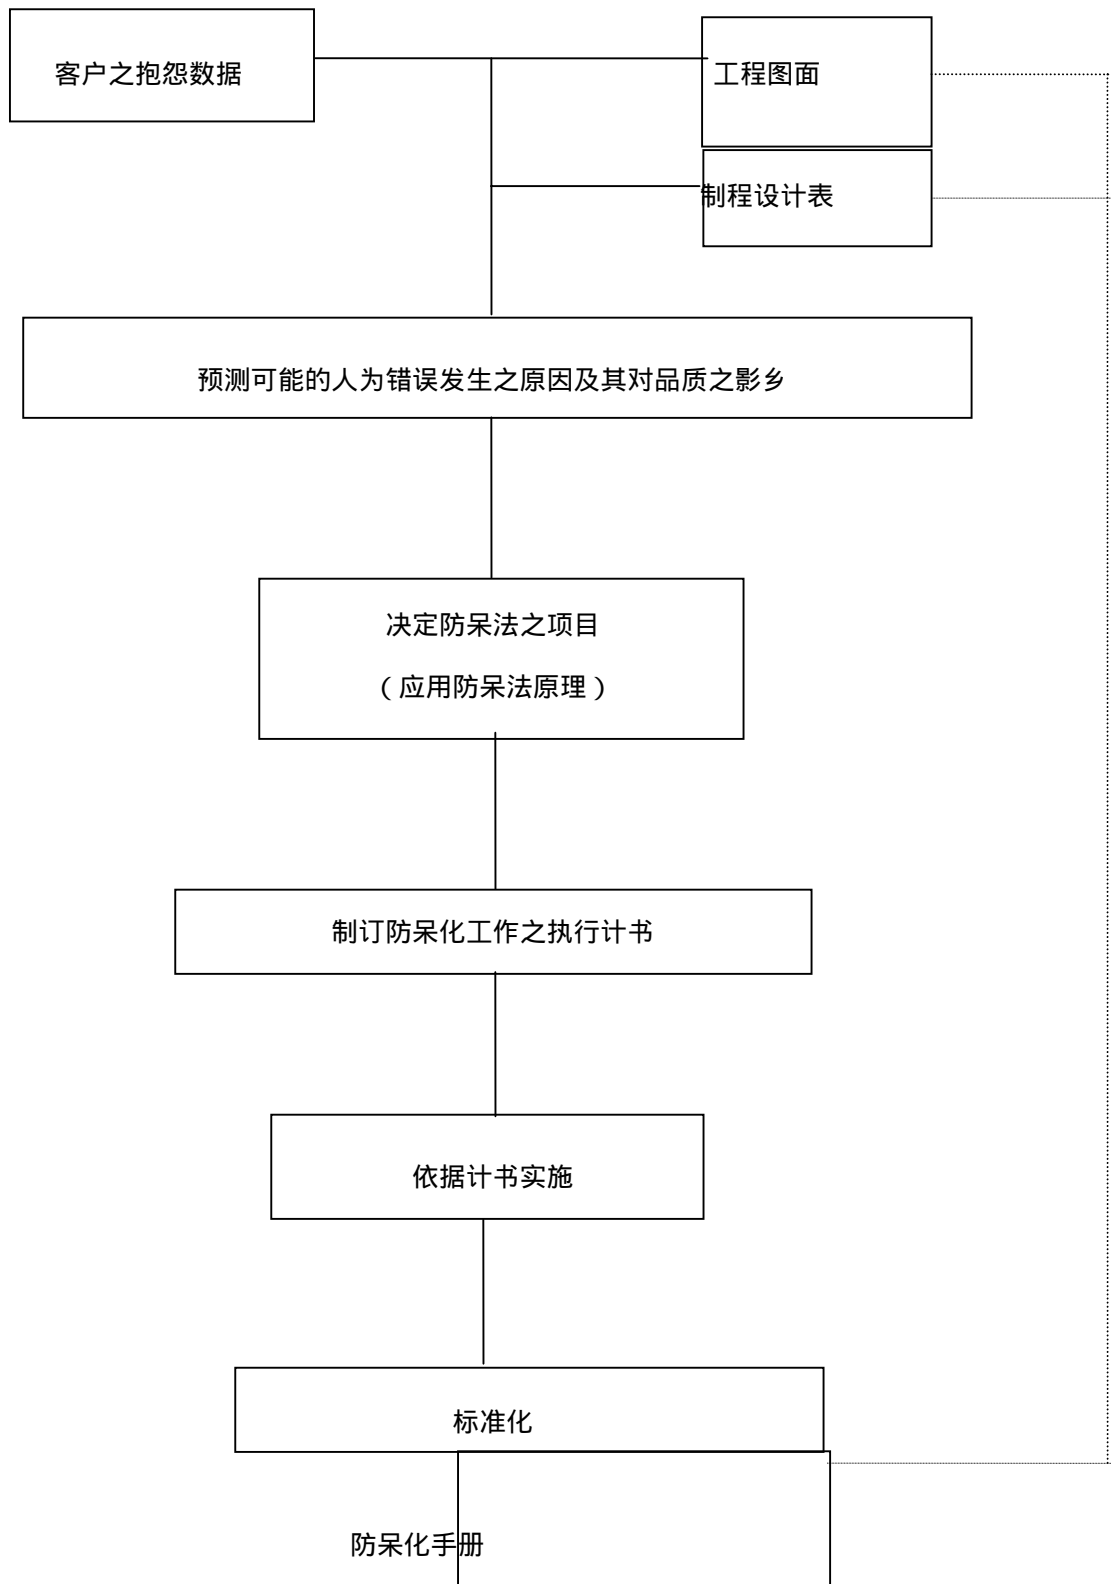 客户之抱怨数据
工程图面
制程设计表
预测可能的人为错误发生之原因及其对品质之影乡
决定防呆法之项目
（应用防呆法原理）
制订防呆化工作之执行计书
依据计书实施
标准化
防呆化手册